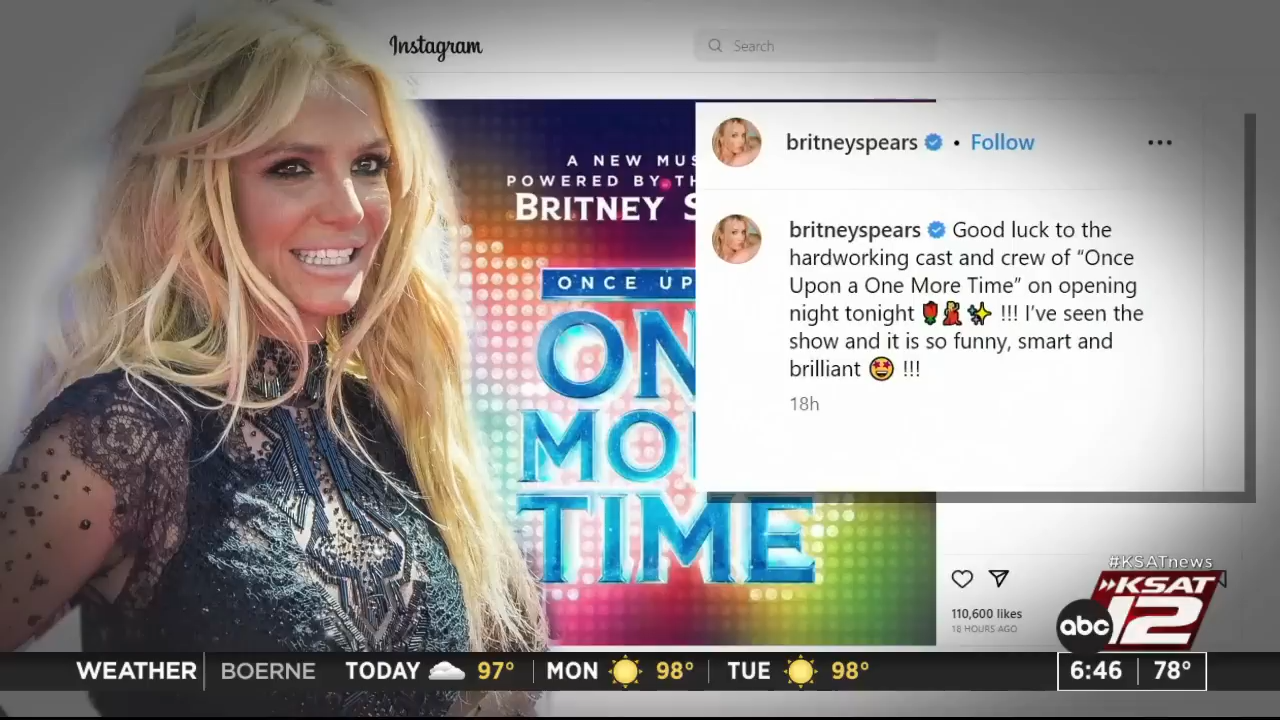 Instagram
Search
A NEW MUS
POWERED BY TH
BRITNEY S
ONCE UP
ON
MO
TIME
britneyspears • Follow
britneyspears Good luck to the
hardworking cast and crew of “Once
Upon a One More Time” on opening
night tonight 🌹💃✨ !!! I’ve seen the
show and it is so funny, smart and
brilliant 🤩 !!!
18h
110,600 likes
18 HOURS AGO
#KSATnews
KSAT
abc 12
WEATHER BOERNE TODAY 97° MON 98° TUE 98° 6:46 78°